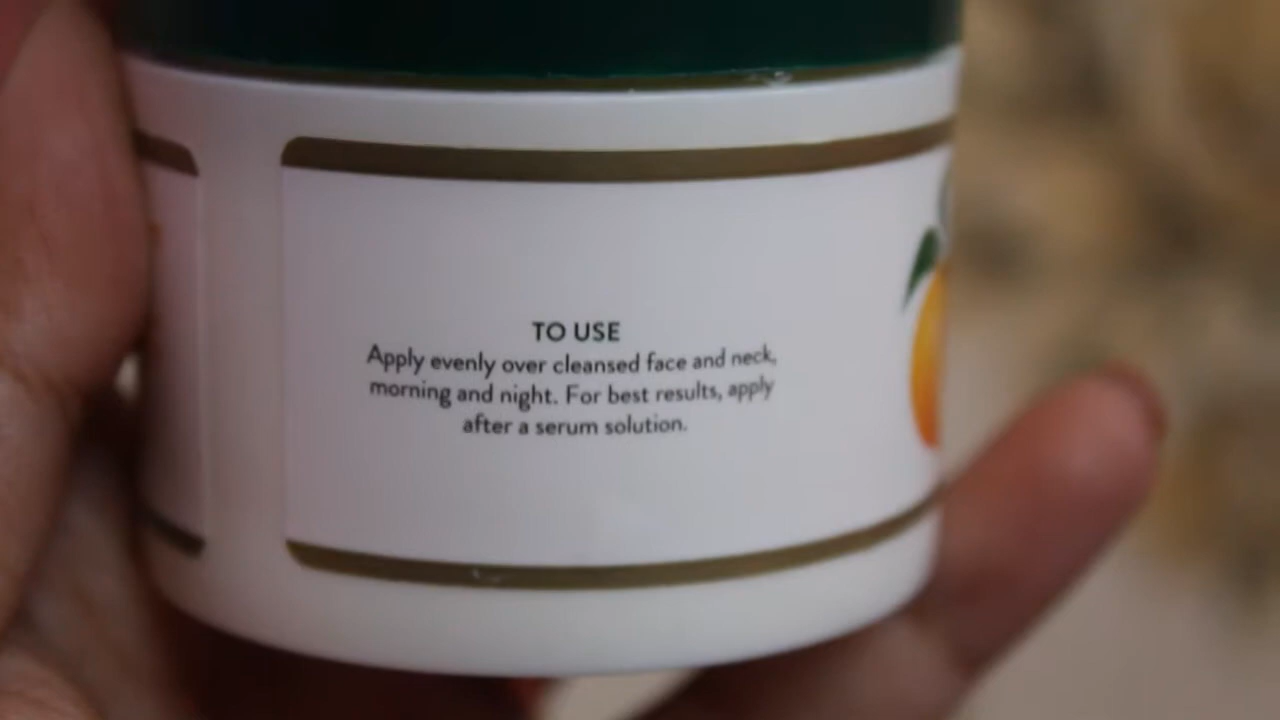 TO USE
Apply evenly over cleansed face and neck,
morning and night. For best results, apply
after a serum solution.